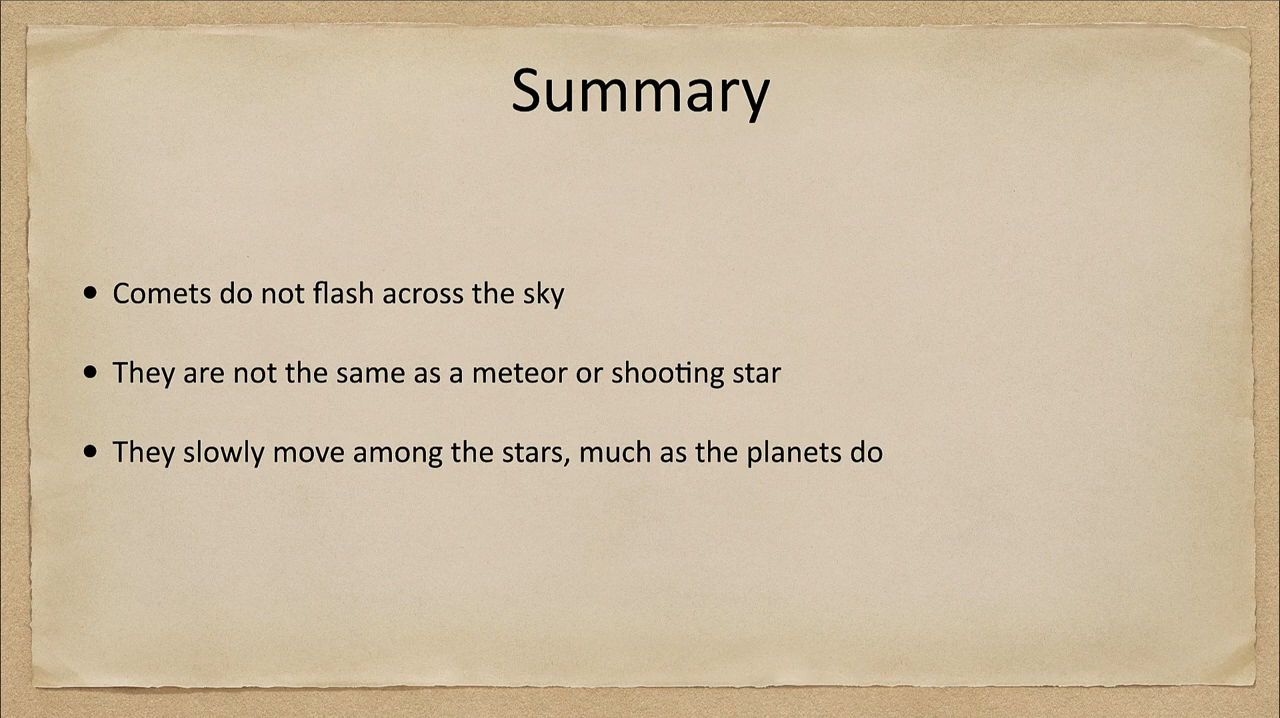 Summary
• Comets do not flash across the sky
• They are not the same as a meteor or shooting star
• They slowly move among the stars, much as the planets do